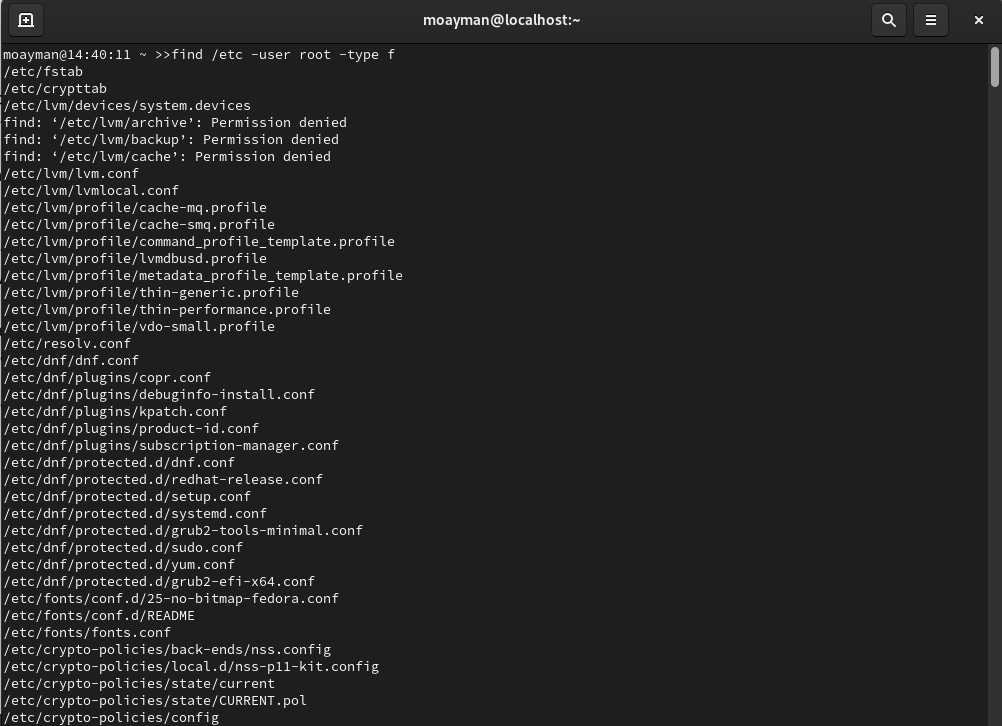 moayman@localhost:~
moayman@14:40:11 ~ >>find /etc -user root -type f
/etc/fstab
/etc/crypttab
/etc/lvm/devices/system.devices
find: ‘/etc/lvm/archive’: Permission denied
find: ‘/etc/lvm/backup’: Permission denied
find: ‘/etc/lvm/cache’: Permission denied
/etc/lvm/lvm.conf
/etc/lvm/lvmlocal.conf
/etc/lvm/profile/cache-mq.profile
/etc/lvm/profile/cache-smq.profile
/etc/lvm/profile/command_profile_template.profile
/etc/lvm/profile/lvmdbusd.profile
/etc/lvm/profile/metadata_profile_template.profile
/etc/lvm/profile/thin-generic.profile
/etc/lvm/profile/thin-performance.profile
/etc/lvm/profile/vdo-small.profile
/etc/resolv.conf
/etc/dnf/dnf.conf
/etc/dnf/plugins/copr.conf
/etc/dnf/plugins/debuginfo-install.conf
/etc/dnf/plugins/kpatch.conf
/etc/dnf/plugins/product-id.conf
/etc/dnf/plugins/subscription-manager.conf
/etc/dnf/protected.d/dnf.conf
/etc/dnf/protected.d/redhat-release.conf
/etc/dnf/protected.d/setup.conf
/etc/dnf/protected.d/systemd.conf
/etc/dnf/protected.d/grub2-tools-minimal.conf
/etc/dnf/protected.d/sudo.conf
/etc/dnf/protected.d/yum.conf
/etc/dnf/protected.d/grub2-efi-x64.conf
/etc/fonts/conf.d/25-no-bitmap-fedora.conf
/etc/fonts/conf.d/README
/etc/fonts/fonts.conf
/etc/crypto-policies/back-ends/nss.config
/etc/crypto-policies/local.d/nss-p11-kit.config
/etc/crypto-policies/state/current
/etc/crypto-policies/state/CURRENT.pol
/etc/crypto-policies/config